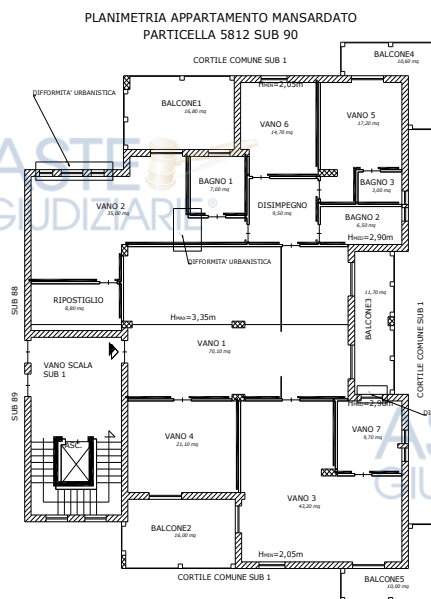 PLANIMETRIA APPARTAMENTO MANSARDATO
PARTICELLA 5812 SUB 90
CORTILE COMUNE SUB 1
BALCONE4
10,60 mq
DIFFORMITA' URBANISTICA
BALCONE1
16,80 mq
HMIN=2,05m
VANO 6
14,70 mq
VANO 5
17,20 mq
ASTE
GIUDIZIARIE®
BAGNO 1
7,00 mq
BAGNO 3
3,00 mq
VANO 2
35,00 mq
DISIMPEGNO
9,50 mq
BAGNO 2
6,50 mq
HMED=2,90m
DIFFORMITA' URBANISTICA
SUB 88
RIPOSTIGLIO
8,80 mq
11,70 mq
BALCONE3
CORTILE COMUNE SUB 1
HMAX=3,35m
VANO 1
70,10 mq
VANO SCALA
SUB 1
SUB 89
ASC.
VANO 4
21,10 mq
VANO 7
9,70 mq
VANO 3
43,20 mq
BALCONE2
16,00 mq
HMIN=2,05m
CORTILE COMUNE SUB 1
BALCONE5
10,00 mq